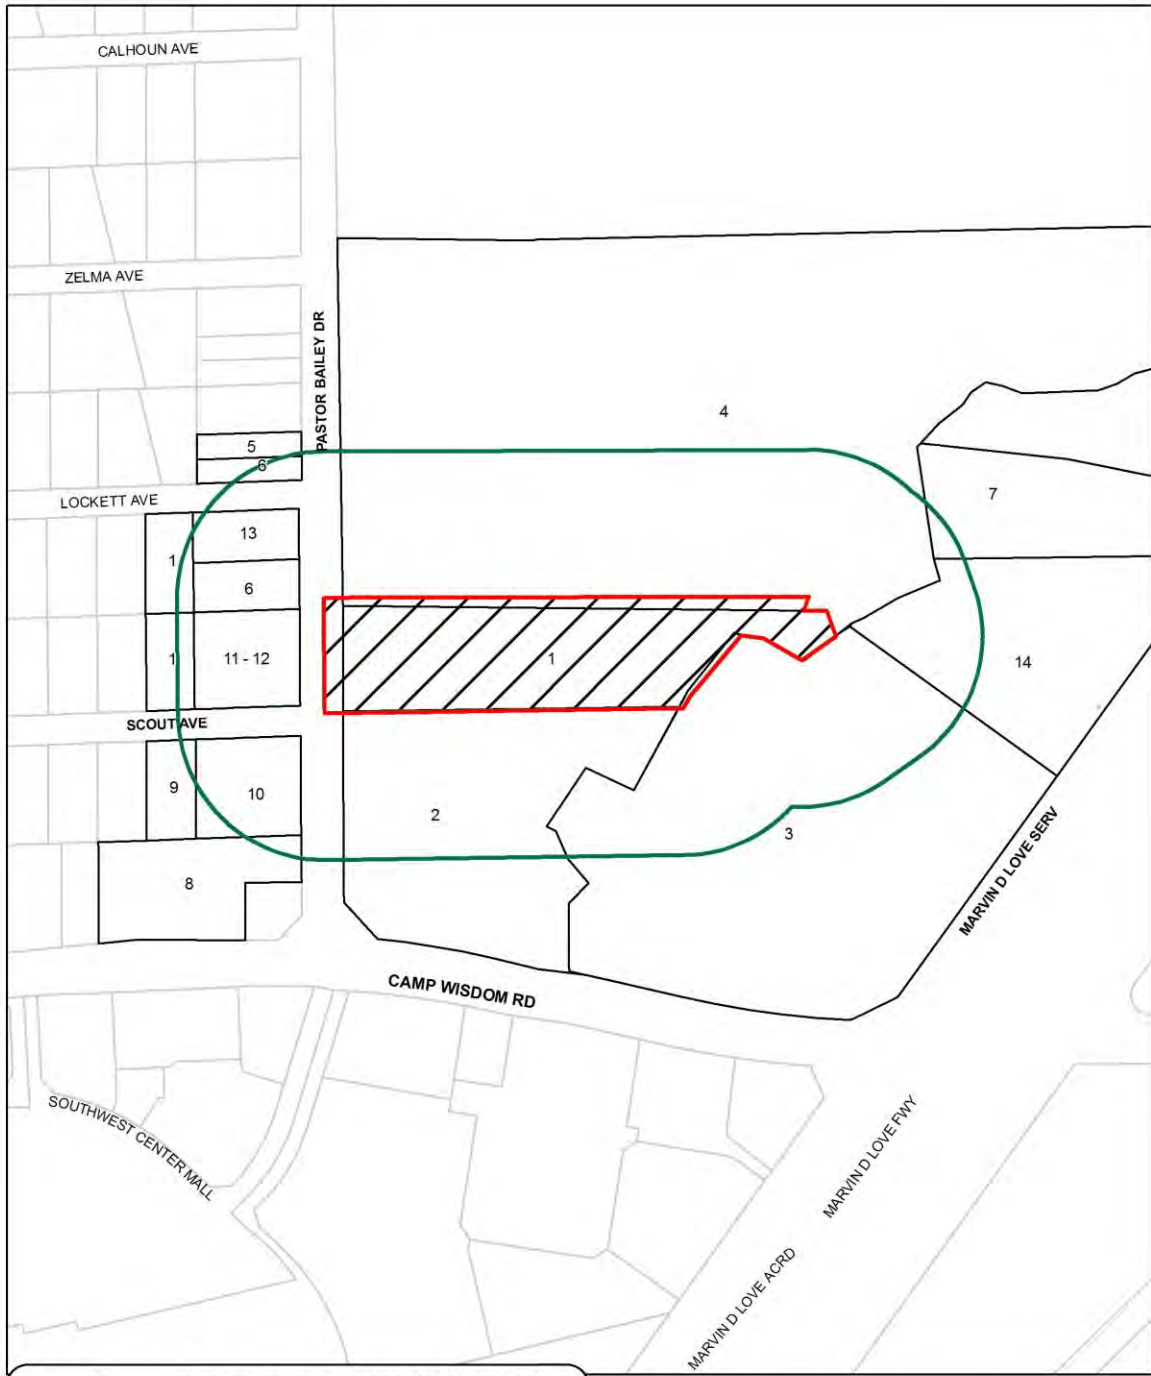 CALHOUN AVE
ZELMA AVE
PASTOR BAILEY DR
4
5
6
7
LOCKETT AVE
13
1
6
1
11 - 12
1
14
SCOUT AVE
9
10
2
3
8
MARVIN D LOVE SERV
CAMP WISDOM RD
SOUTHWEST CENTER MALL
MARVIN D LOVE FWY
MARVIN D LOVE ACRD